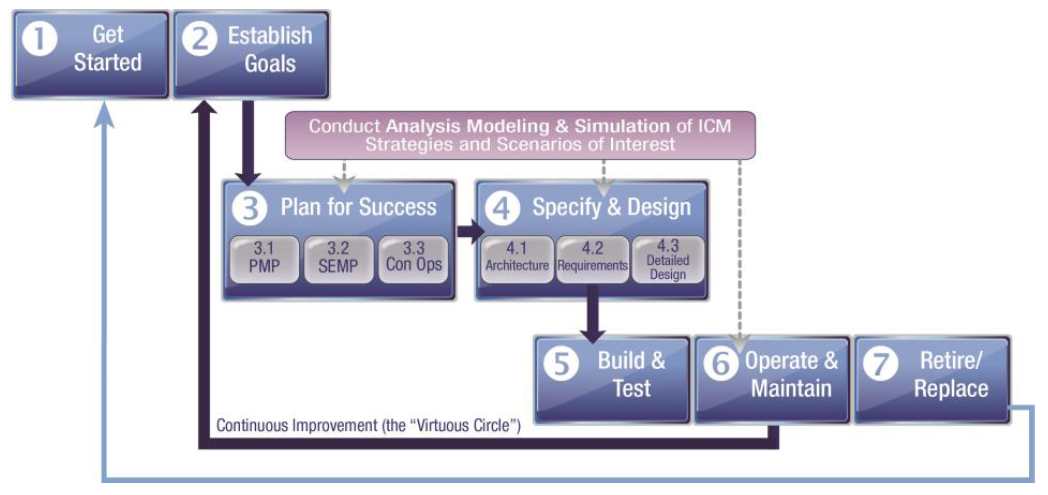 1 Get
Started
2 Establish
Goals
Conduct Analysis Modeling & Simulation of ICM
Strategies and Scenarios of Interest
3 Plan for Success
3.1
PMP
3.2
SEMP
3.3
Con Ops
4 Specify & Design
4.1
Architecture
4.2
Requirements
4.3
Detailed
Design
5 Build &
Test
6 Operate &
Maintain
7 Retire/
Replace
Continuous Improvement (the “Virtuous Circle”)